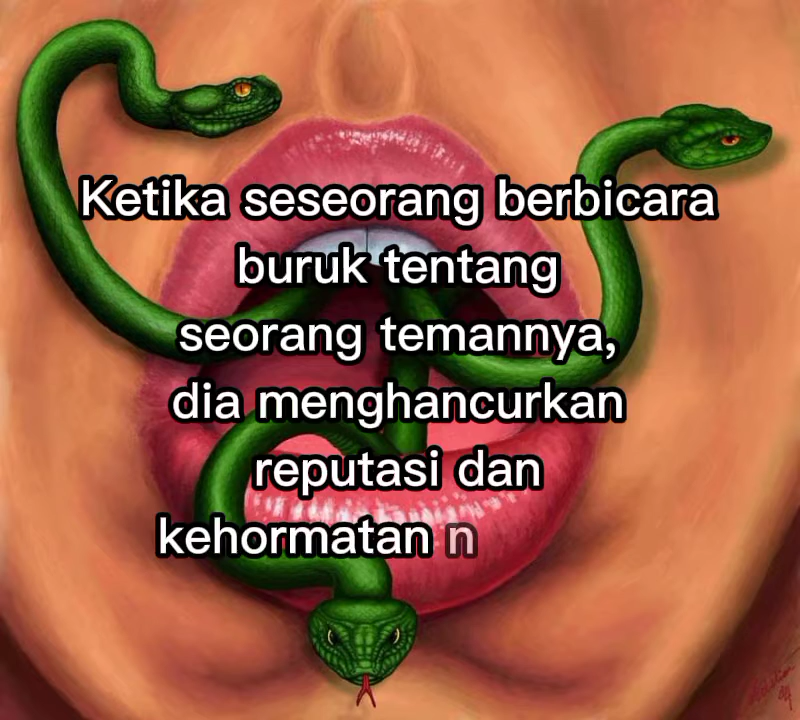 Ketika seseorang berbicara
buruk tentang
seorang temannya,
dia menghancurkan
reputasi dan
kehormatan n